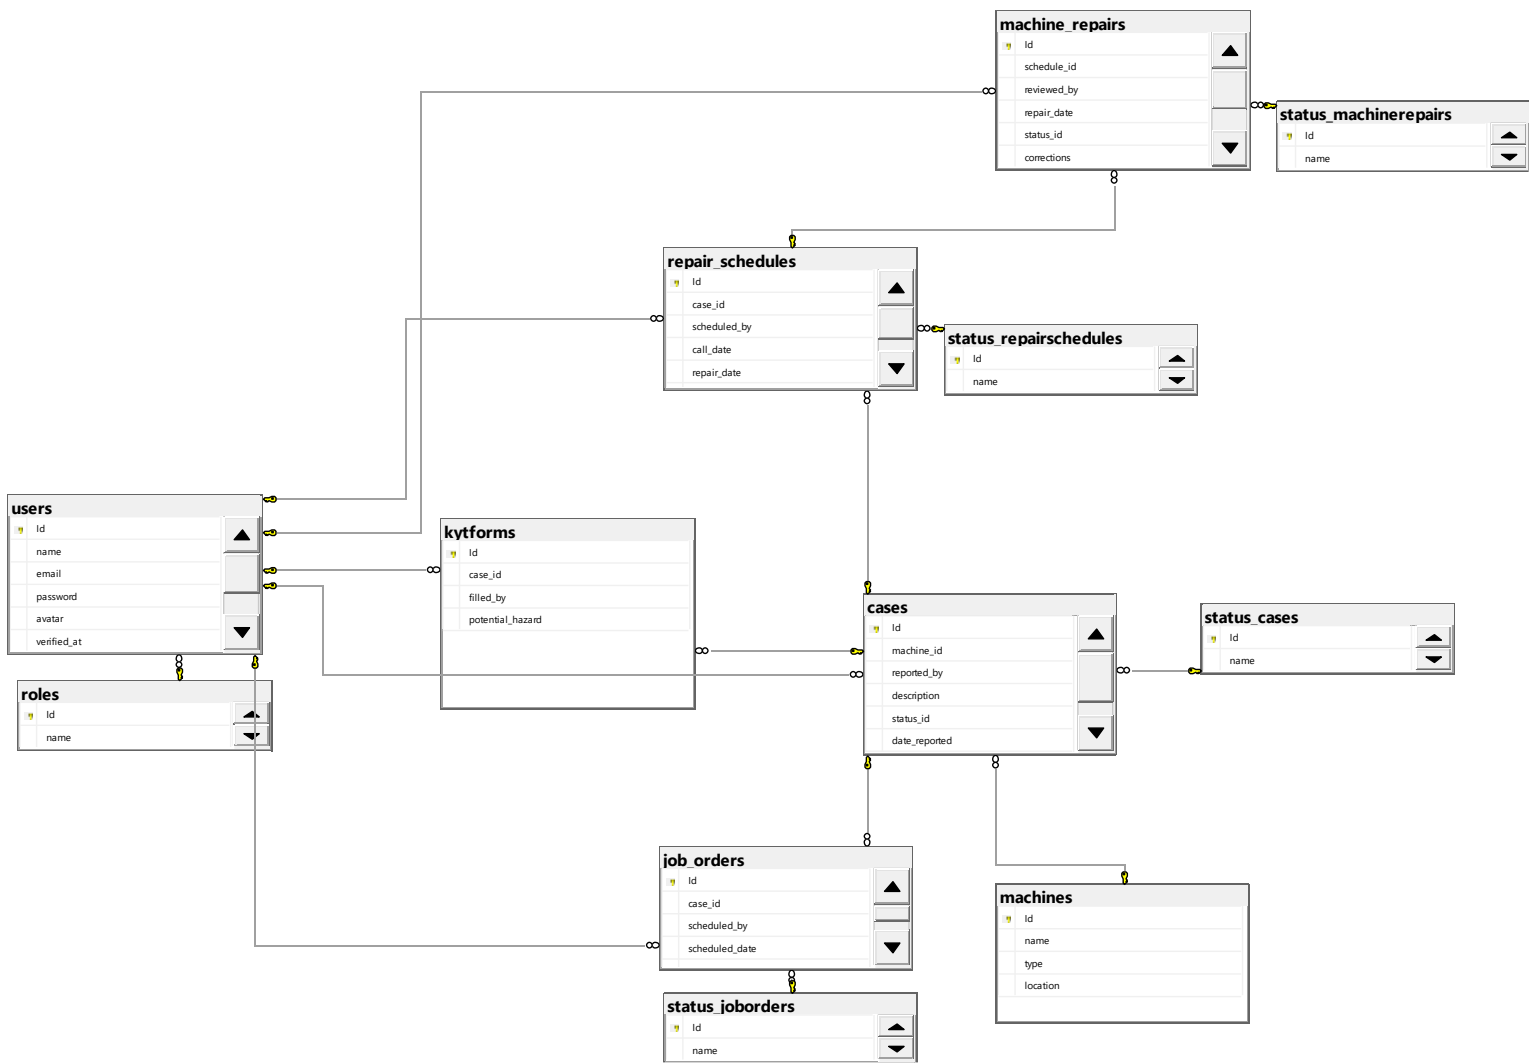 machine_repairs
Id
schedule_id
reviewed_by
repair_date
status_id
corrections
status_machinerepairs
Id
name
repair_schedules
Id
case_id
scheduled_by
call_date
repair_date
status_repairschedules
Id
name
users
Id
name
email
password
avatar
verified_at
kytforms
Id
case_id
filled_by
potential_hazard
cases
Id
machine_id
reported_by
description
status_id
date_reported
status_cases
Id
name
roles
Id
name
job_orders
Id
case_id
scheduled_by
scheduled_date
machines
Id
name
type
location
status_joborders
Id
name